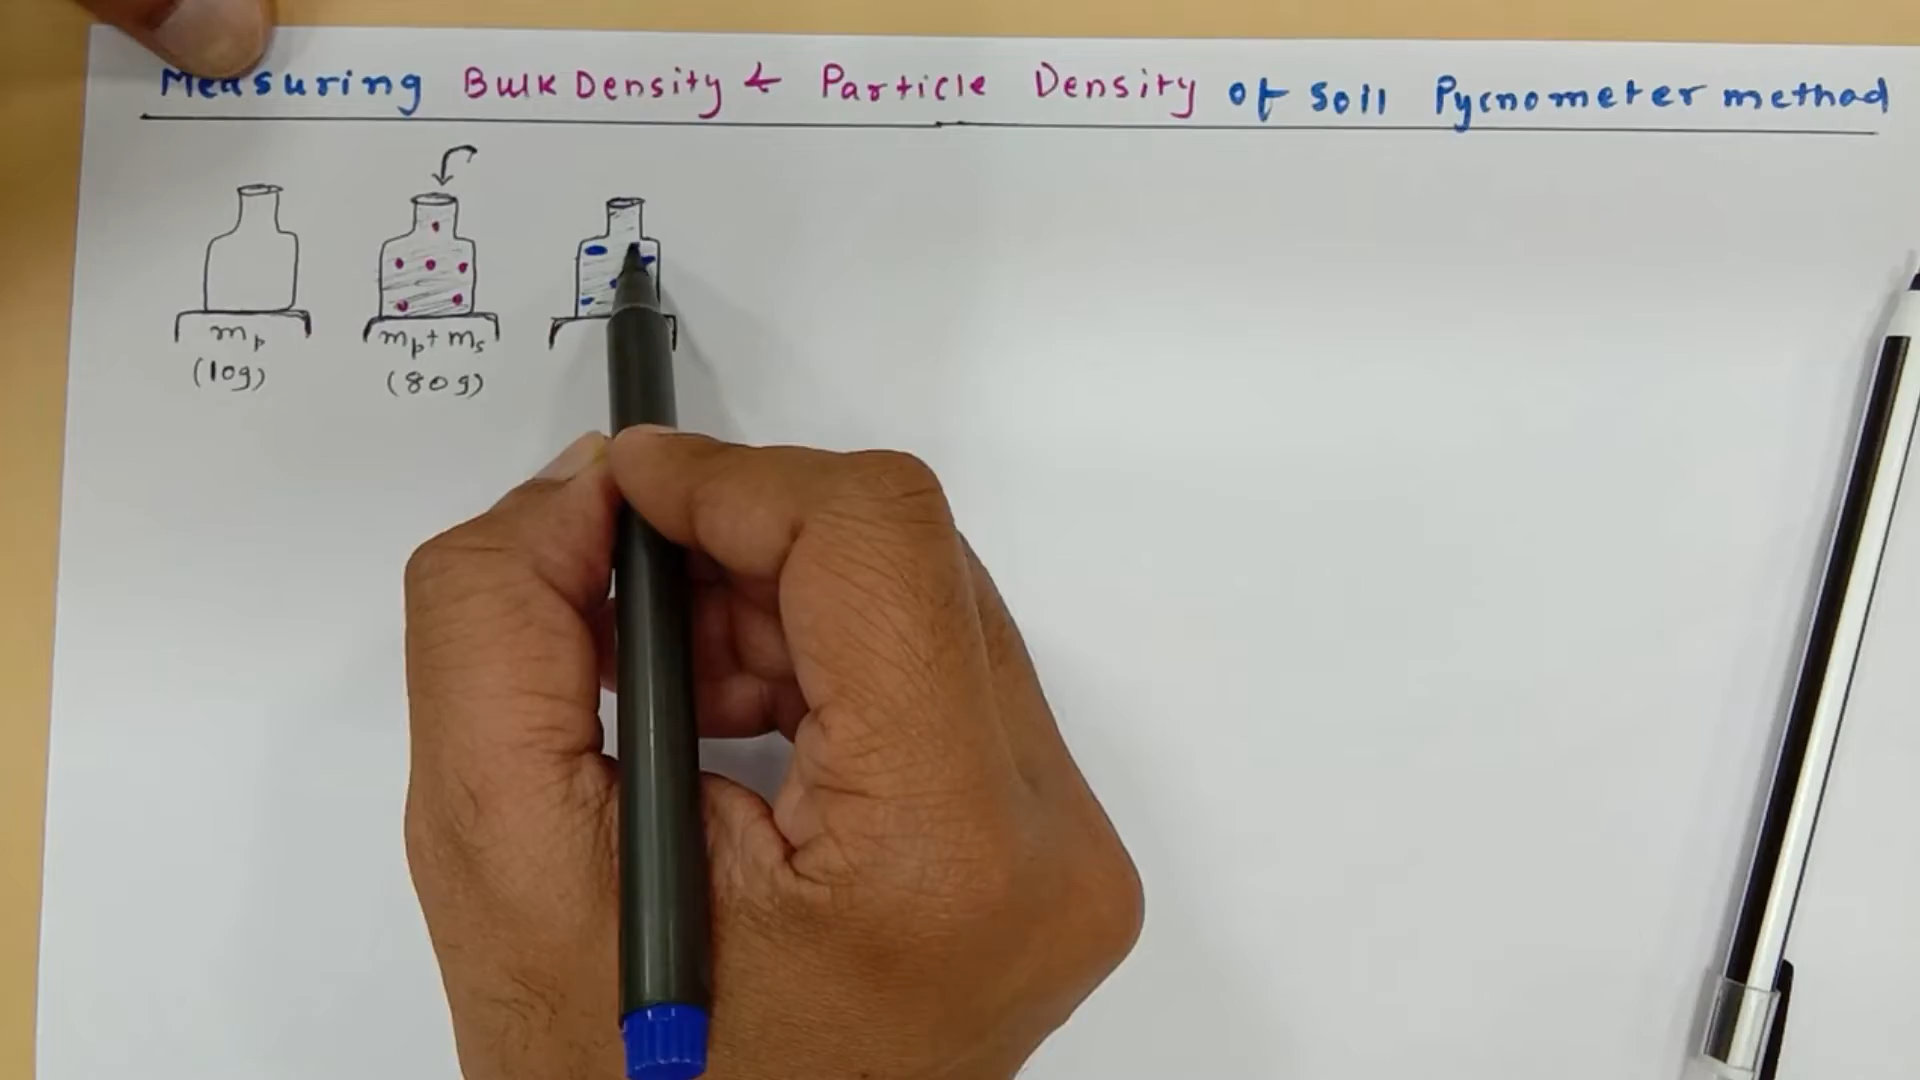 Measuring Bulk Density & Particle Density of Soil Pycnometer method
mp mp+ms
(10g) (80g)